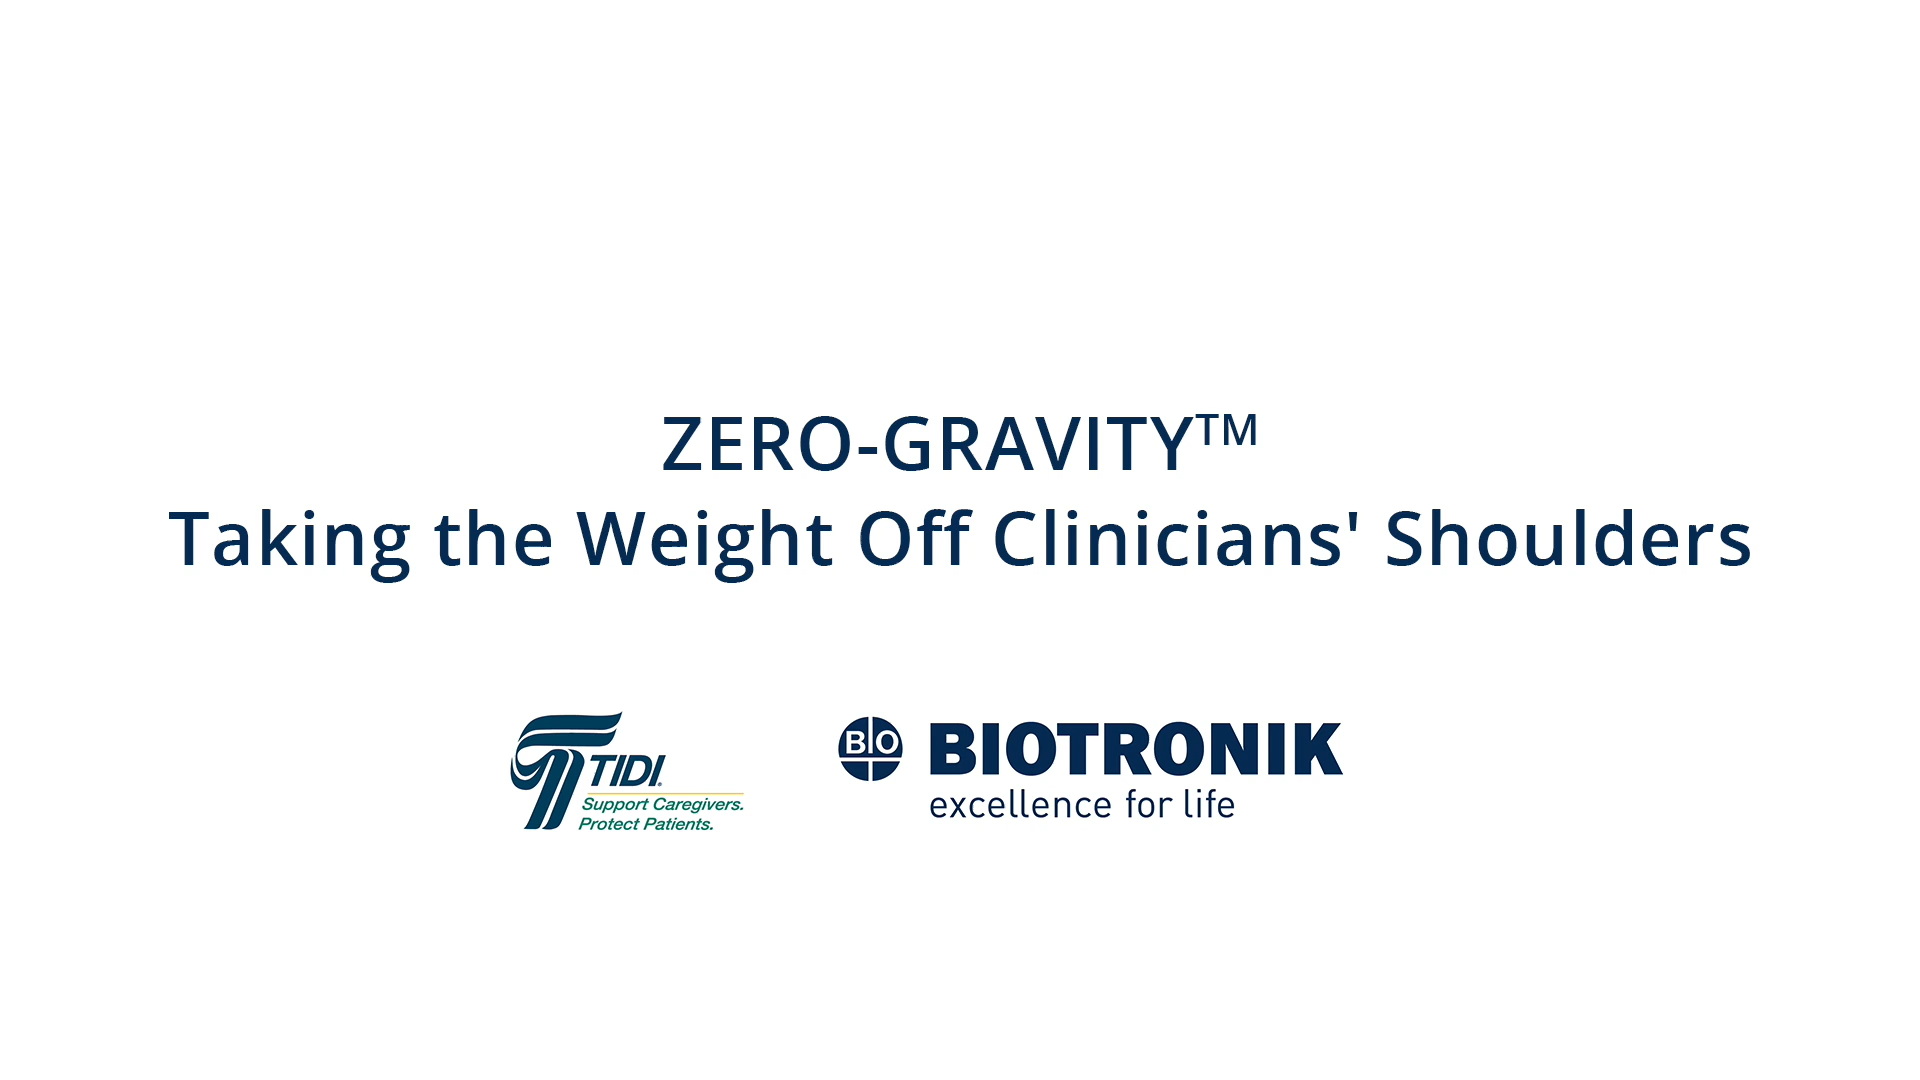 ZERO-GRAVITY™
Taking the Weight Off Clinicians' Shoulders
TIDI®
Support Caregivers.
Protect Patients.
BIO
BIOTRONIK
excellence for life